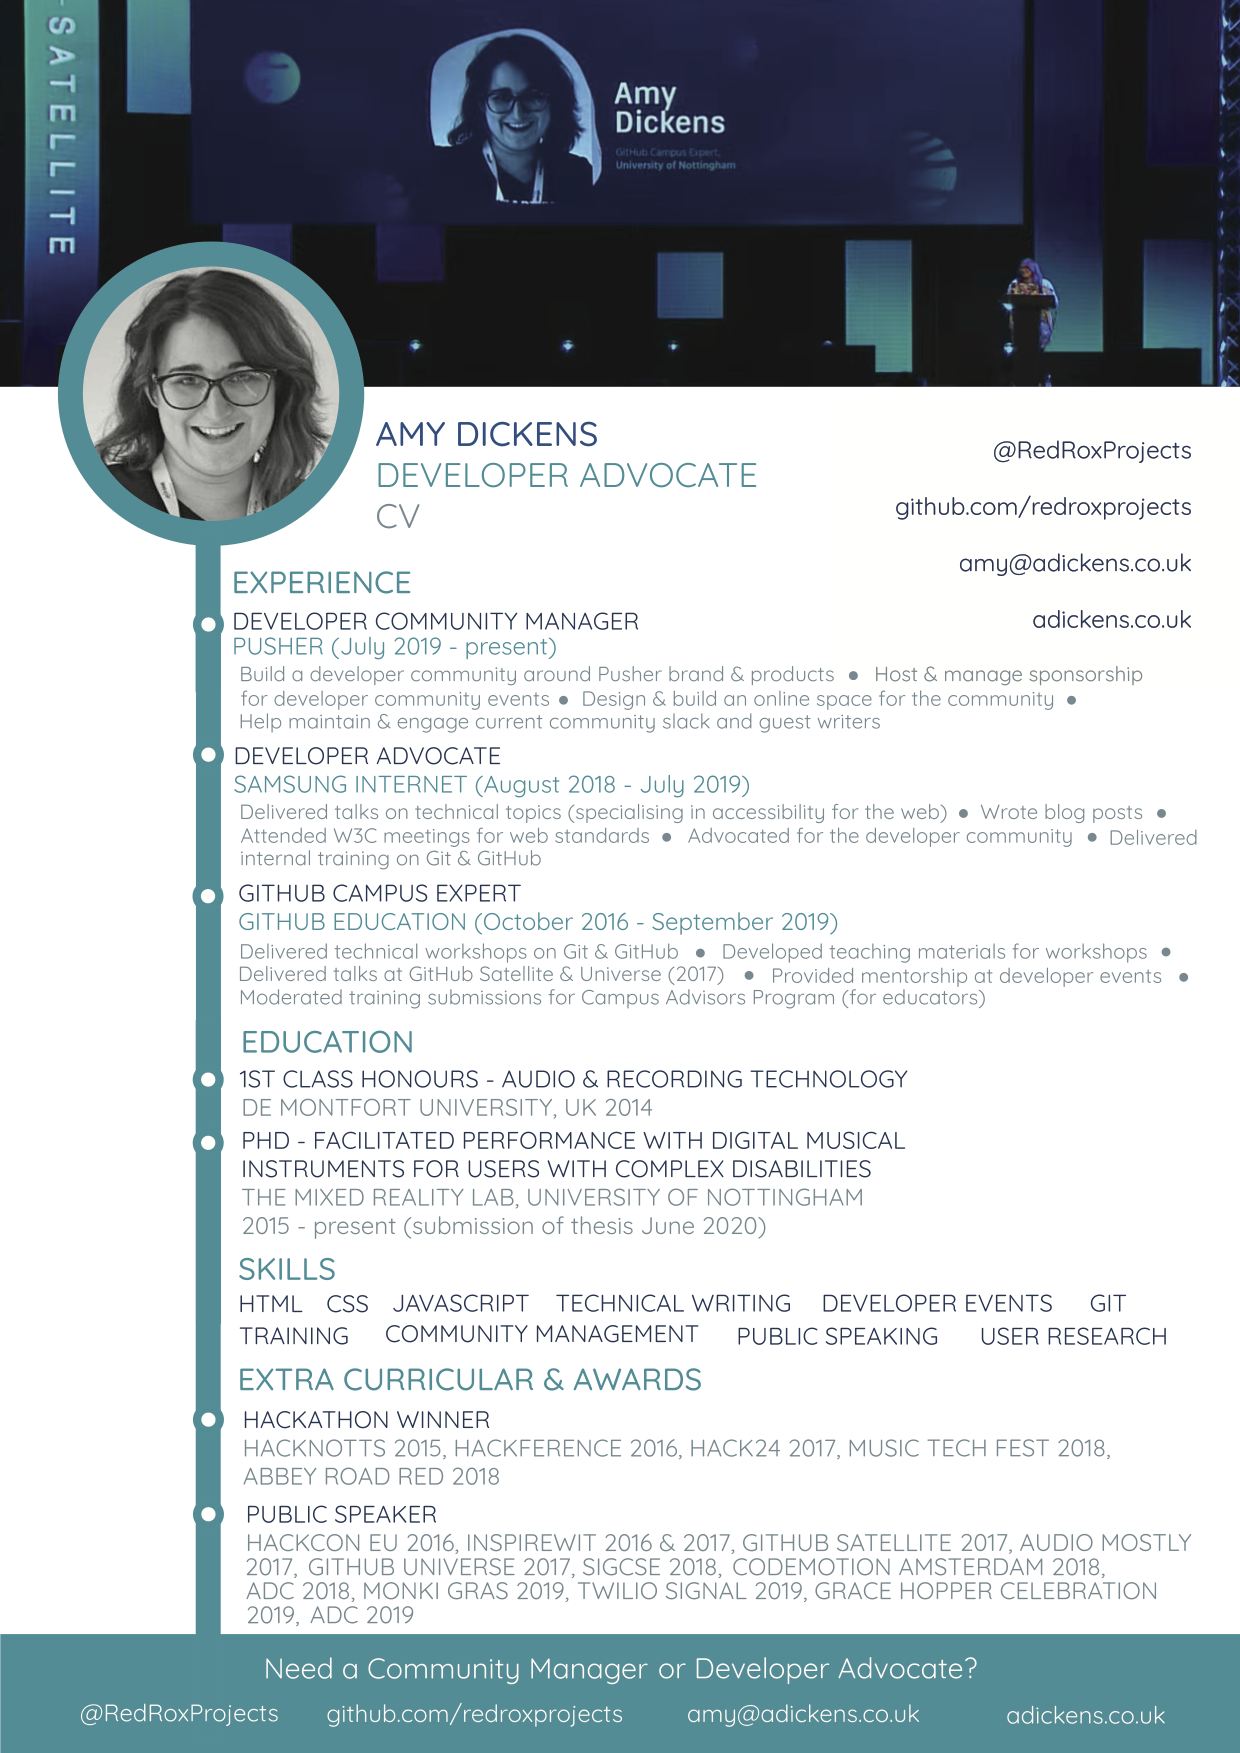 SATELLITE
Amy
Dickens
GitHub Campus Expert,
University of Nottingham
AMY DICKENS
DEVELOPER ADVOCATE
CV
@RedRoxProjects
github.com/redroxprojects
amy@adickens.co.uk
adickens.co.uk
EXPERIENCE
DEVELOPER COMMUNITY MANAGER
PUSHER (July 2019 - present)
Build a developer community around Pusher brand & products ● Host & manage sponsorship
for developer community events ● Design & build an online space for the community ●
Help maintain & engage current community slack and guest writers
DEVELOPER ADVOCATE
SAMSUNG INTERNET (August 2018 - July 2019)
Delivered talks on technical topics (specialising in accessibility for the web) ● Wrote blog posts ●
Attended W3C meetings for web standards ● Advocated for the developer community ● Delivered
internal training on Git & GitHub
GITHUB CAMPUS EXPERT
GITHUB EDUCATION (October 2016 - September 2019)
Delivered technical workshops on Git & GitHub ● Developed teaching materials for workshops ●
Delivered talks at GitHub Satellite & Universe (2017) ● Provided mentorship at developer events ●
Moderated training submissions for Campus Advisors Program (for educators)
EDUCATION
1ST CLASS HONOURS - AUDIO & RECORDING TECHNOLOGY
DE MONTFORT UNIVERSITY, UK 2014
PHD - FACILITATED PERFORMANCE WITH DIGITAL MUSICAL
INSTRUMENTS FOR USERS WITH COMPLEX DISABILITIES
THE MIXED REALITY LAB, UNIVERSITY OF NOTTINGHAM
2015 - present (submission of thesis June 2020)
SKILLS
HTML CSS JAVASCRIPT TECHNICAL WRITING DEVELOPER EVENTS GIT
TRAINING COMMUNITY MANAGEMENT PUBLIC SPEAKING USER RESEARCH
EXTRA CURRICULAR & AWARDS
HACKATHON WINNER
HACKNOTTS 2015, HACKFERENCE 2016, HACK24 2017, MUSIC TECH FEST 2018,
ABBEY ROAD RED 2018
PUBLIC SPEAKER
HACKCON EU 2016, INSPIREWIT 2016 & 2017, GITHUB SATELLITE 2017, AUDIO MOSTLY
2017, GITHUB UNIVERSE 2017, SIGCSE 2018, CODEMOTION AMSTERDAM 2018,
ADC 2018, MONKI GRAS 2019, TWILIO SIGNAL 2019, GRACE HOPPER CELEBRATION
2019, ADC 2019
Need a Community Manager or Developer Advocate?
@RedRoxProjects github.com/redroxprojects amy@adickens.co.uk adickens.co.uk